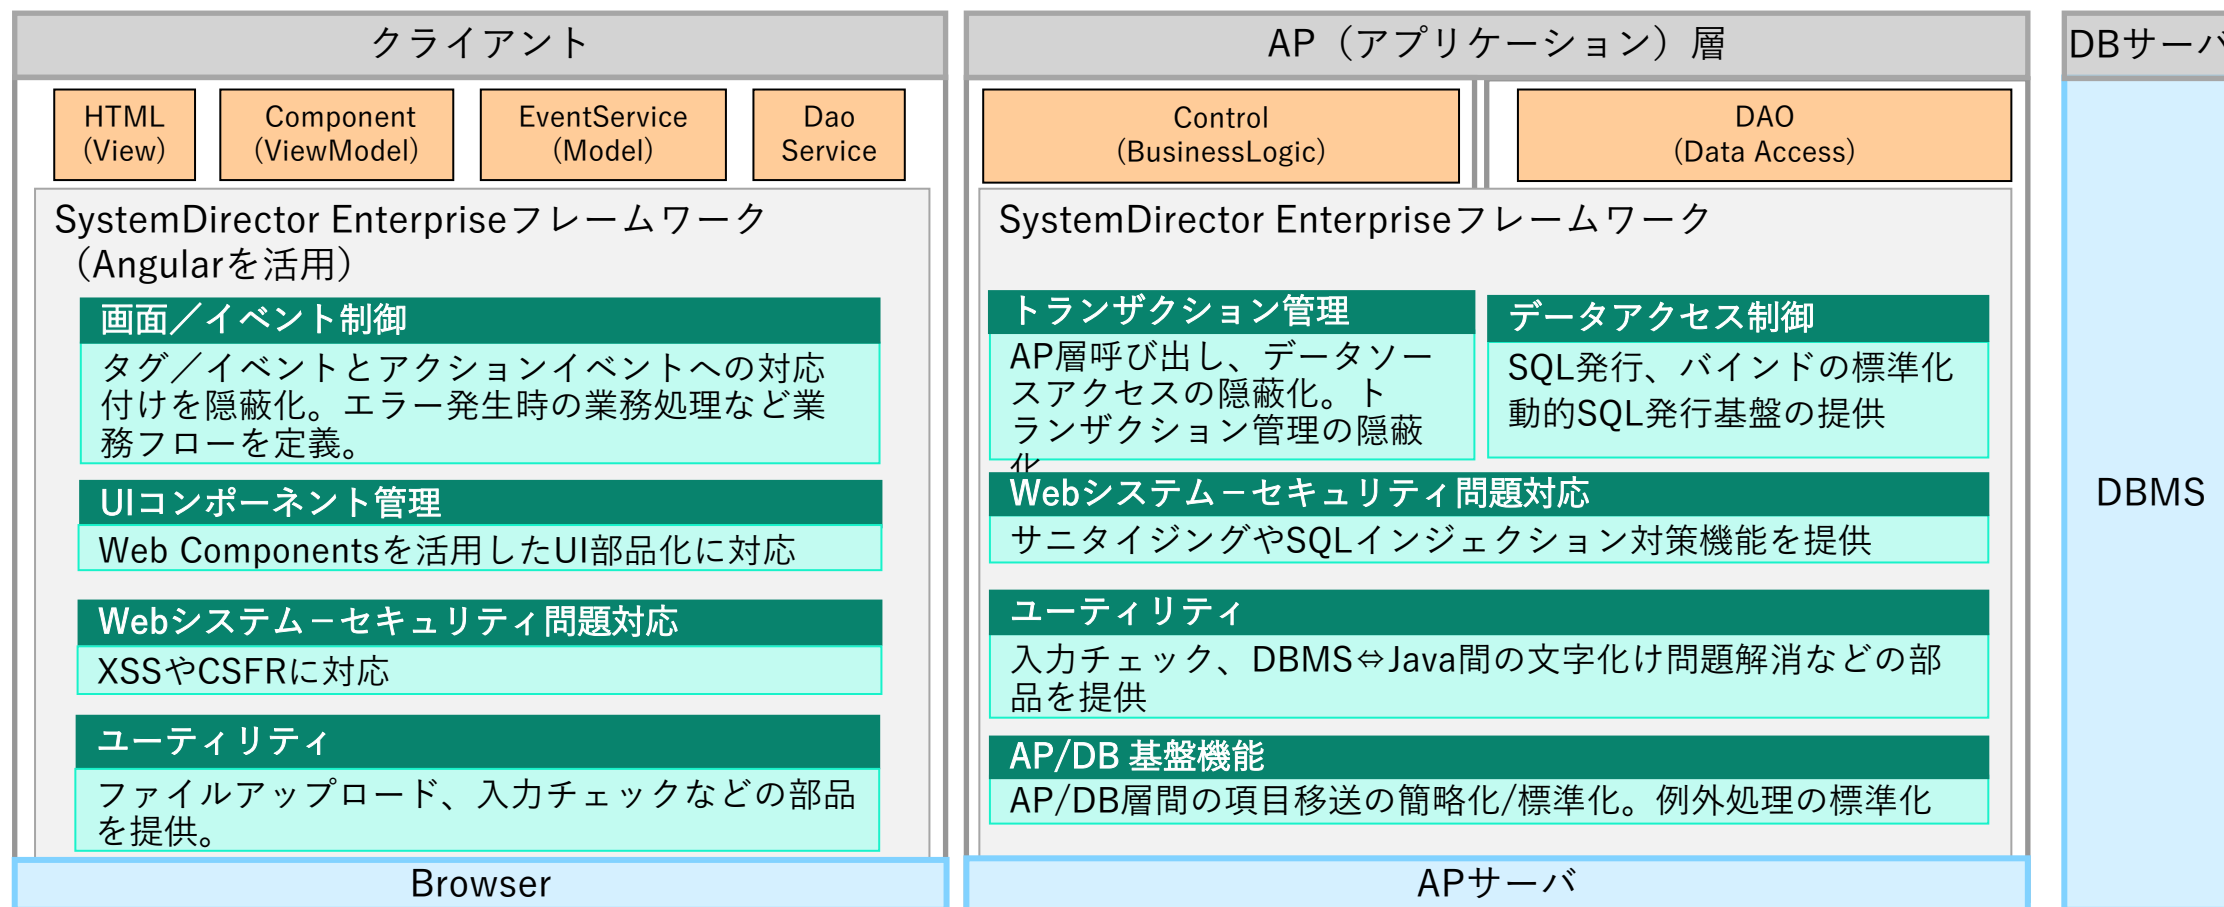 クライアント
HTML
(View)
Component
(ViewModel)
EventService
(Model)
Dao
Service
SystemDirector Enterpriseフレームワーク
（Angularを活用）
画面／イベント制御
タグ／イベントとアクションイベントへの対応
付けを隠蔽化。エラー発生時の業務処理など業
務フローを定義。
UIコンポーネント管理
Web Componentsを活用したUI部品化に対応
Webシステム－セキュリティ問題対応
XSSやCSFRに対応
ユーティリティ
ファイルアップロード、入力チェックなどの部品
を提供。
Browser
AP（アプリケーション）層
Control
(BusinessLogic)
DAO
(Data Access)
SystemDirector Enterpriseフレームワーク
トランザクション管理
AP層呼び出し、データソー
スアクセスの隠蔽化。ト
ランザクション管理の隠蔽
化
データアクセス制御
SQL発行、バインドの標準化
動的SQL発行基盤の提供
Webシステム－セキュリティ問題対応
サニタイジングやSQLインジェクション対策機能を提供
ユーティリティ
入力チェック、DBMS⇔Java間の文字化け問題解消などの部
品を提供
AP/DB 基盤機能
AP/DB層間の項目移送の簡略化/標準化。例外処理の標準化
APサーバ
DBサーバ
DBMS